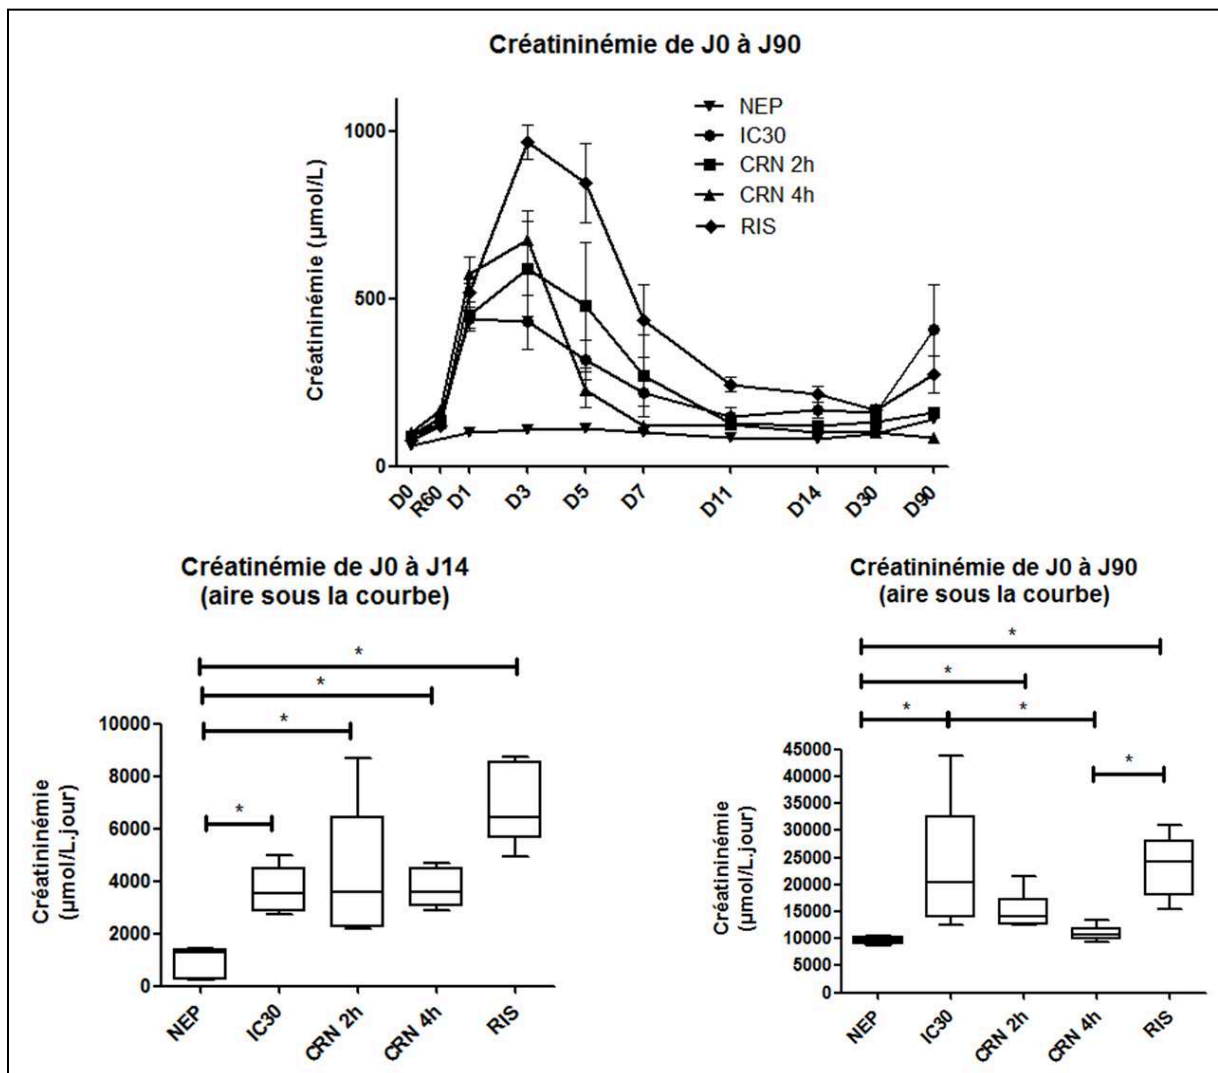 Créatininémie de J0 à J90
NEP
IC30
CRN 2h
CRN 4h
RIS
Créatininémie (µmol/L)
1000
500
0
D0
R60
D1
D3
D5
D7
D11
D14
D30
D90
Créatinémie de J0 à J14
(aire sous la courbe)
*
*
*
*
Créatininémie
(µmol/L.jour)
10000
8000
6000
4000
2000
0
NEP
IC30
CRN 2h
CRN 4h
RIS
Créatininémie de J0 à J90
(aire sous la courbe)
*
*
*
*
*
Créatininémie
(µmol/L.jour)
45000
40000
35000
30000
25000
20000
15000
10000
5000
0
NEP
IC30
CRN 2h
CRN 4h
RIS